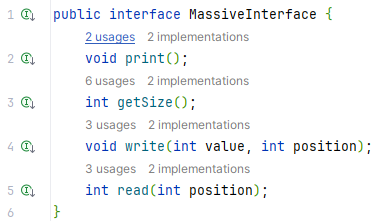 1 public interface MassiveInterface {
2 usages 2 implementations
2 void print();
6 usages 2 implementations
3 int getSize();
3 usages 2 implementations
4 void write(int value, int position);
3 usages 2 implementations
5 int read(int position);
6 }